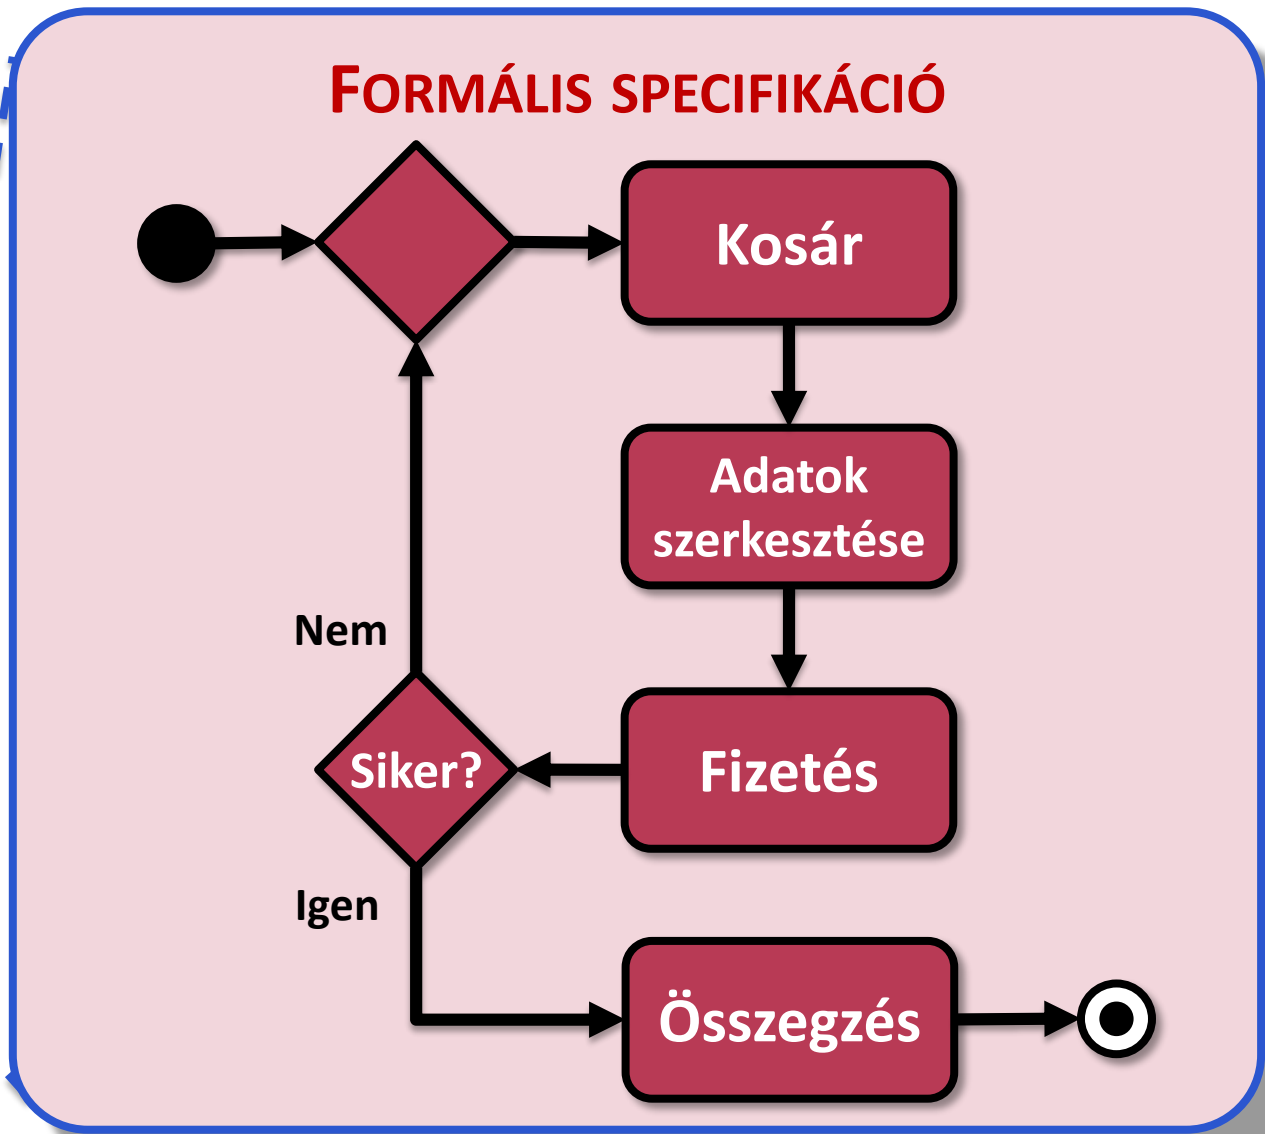 FORMÁLIS SPECIFIKÁCIÓ
Kosár
Adatok
szerkesztése
Nem
Siker?
Fizetés
Igen
Összegzés